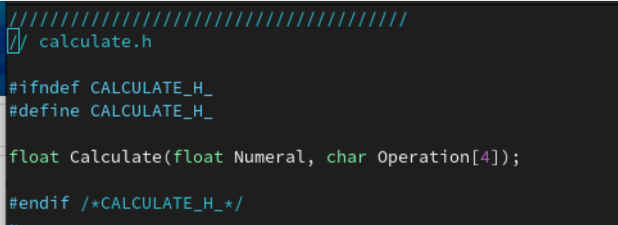 ///////////////////////////////////////
// calculate.h
#ifndef CALCULATE_H_
#define CALCULATE_H_
float Calculate(float Numeral, char Operation[4]);
#endif /*CALCULATE_H_*/